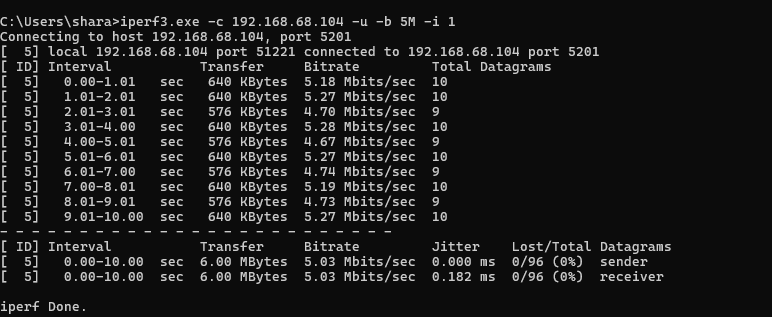 C:\Users\shara>iperf3.exe -c 192.168.68.104 -u -b 5M -i 1
Connecting to host 192.168.68.104, port 5201
[  5] local 192.168.68.104 port 51221 connected to 192.168.68.104 port 5201
[ ID] Interval           Transfer     Bitrate         Total Datagrams
[  5]   0.00-1.01   sec   640 KBytes  5.18 Mbits/sec  10
[  5]   1.01-2.01   sec   640 KBytes  5.27 Mbits/sec  10
[  5]   2.01-3.01   sec   576 KBytes  4.70 Mbits/sec  9
[  5]   3.01-4.00   sec   640 KBytes  5.28 Mbits/sec  10
[  5]   4.00-5.01   sec   576 KBytes  4.67 Mbits/sec  9
[  5]   5.01-6.01   sec   640 KBytes  5.27 Mbits/sec  10
[  5]   6.01-7.00   sec   576 KBytes  4.74 Mbits/sec  9
[  5]   7.00-8.01   sec   640 KBytes  5.19 Mbits/sec  10
[  5]   8.01-9.01   sec   576 KBytes  4.73 Mbits/sec  9
[  5]   9.01-10.00  sec   640 KBytes  5.27 Mbits/sec  10
- - - - - - - - - - - - - - - - - - - - - - - - -
[ ID] Interval           Transfer     Bitrate         Jitter    Lost/Total Datagrams
[  5]   0.00-10.00  sec  6.00 MBytes  5.03 Mbits/sec  0.000 ms  0/96 (0%)  sender
[  5]   0.00-10.00  sec  6.00 MBytes  5.03 Mbits/sec  0.182 ms  0/96 (0%)  receiver
iperf Done.